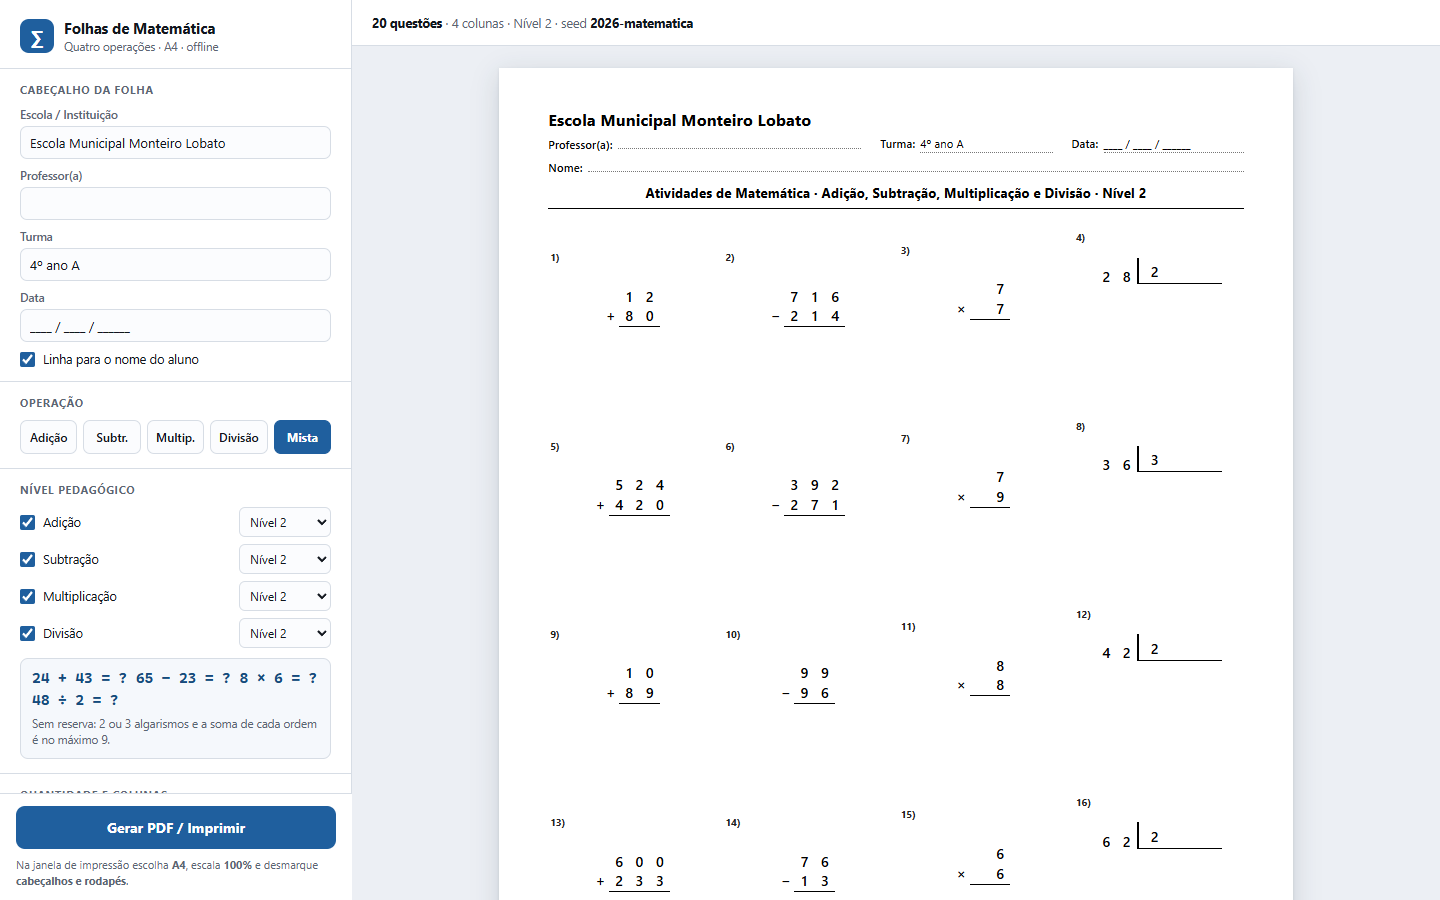 ∑
Folhas de Matemática
Quatro operações · A4 · offline
CABEÇALHO DA FOLHA
Escola / Instituição
Escola Municipal Monteiro Lobato
Professor(a)
Turma
4º ano A
Data
____ / ____ / ______
Linha para o nome do aluno
OPERAÇÃO
Adição Subtr. Multip. Divisão Mista
NÍVEL PEDAGÓGICO
Adição Nível 2
Subtração Nível 2
Multiplicação Nível 2
Divisão Nível 2
24 + 43 = ? 65 − 23 = ? 8 × 6 = ?
48 ÷ 2 = ?
Sem reserva: 2 ou 3 algarismos e a soma de cada ordem
é no máximo 9.
QUANTIDADE E COLUNAS
Gerar PDF / Imprimir
Na janela de impressão escolha A4, escala 100% e desmarque
cabeçalhos e rodapés.
20 questões · 4 colunas · Nível 2 · seed 2026-matematica
Escola Municipal Monteiro Lobato
Professor(a): Turma: 4º ano A Data: ____ / ____ / ______
Nome:
Atividades de Matemática · Adição, Subtração, Multiplicação e Divisão · Nível 2
1)
1 2
+ 8 0
2)
7 1 6
− 2 1 4
3)
7
× 7
4)
2 8 2
5)
5 2 4
+ 4 2 0
6)
3 9 2
− 2 7 1
7)
7
× 9
8)
3 6 3
9)
1 0
+ 8 9
10)
9 9
− 9 6
11)
8
× 8
12)
4 2 2
13)
6 0 0
+ 2 3 3
14)
7 6
− 1 3
15)
6
× 6
16)
6 2 2